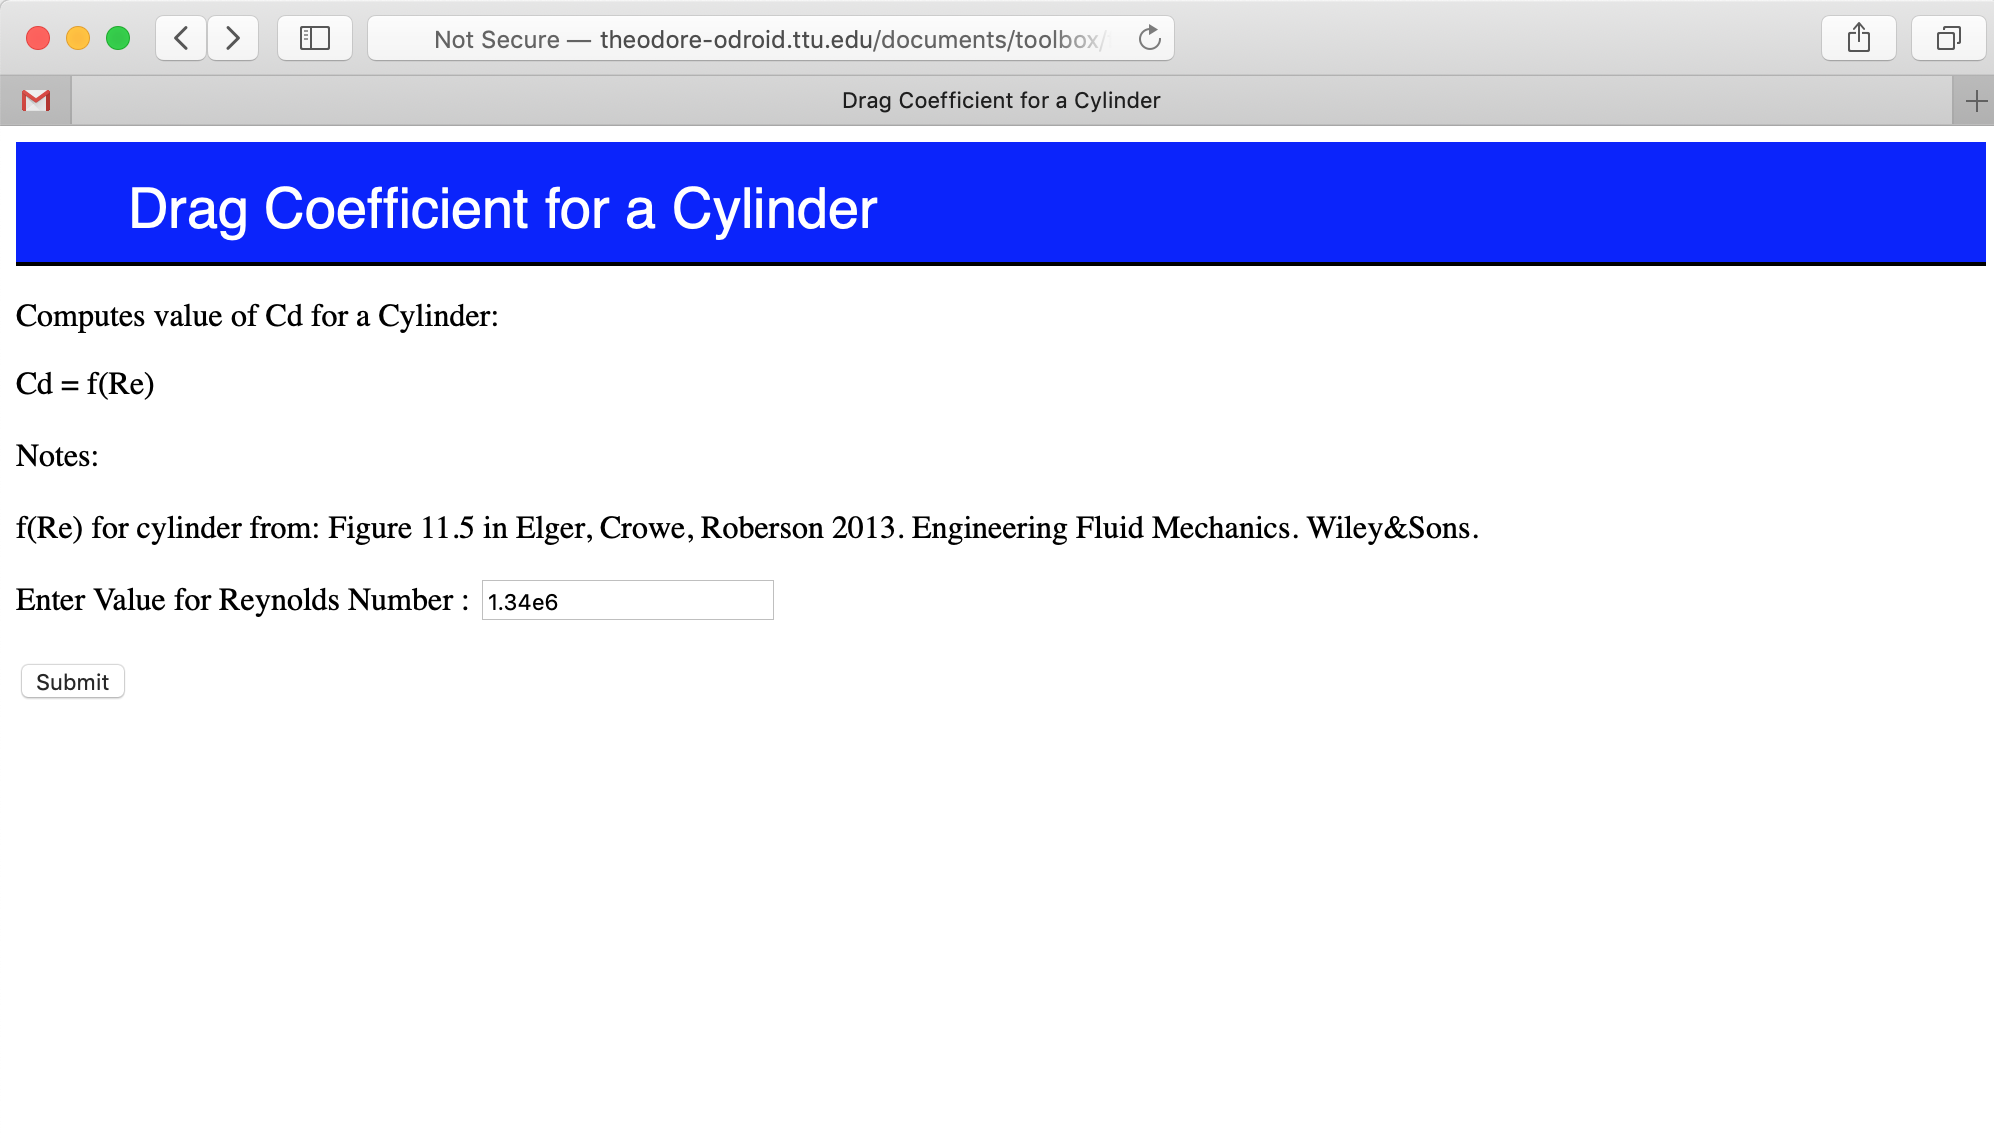 Not Secure — theodore-odroid.ttu.edu/documents/toolbox/
Drag Coefficient for a Cylinder
Drag Coefficient for a Cylinder
Computes value of Cd for a Cylinder:
Cd = f(Re)
Notes:
f(Re) for cylinder from: Figure 11.5 in Elger, Crowe, Roberson 2013. Engineering Fluid Mechanics. Wiley&Sons.
Enter Value for Reynolds Number : 1.34e6
Submit